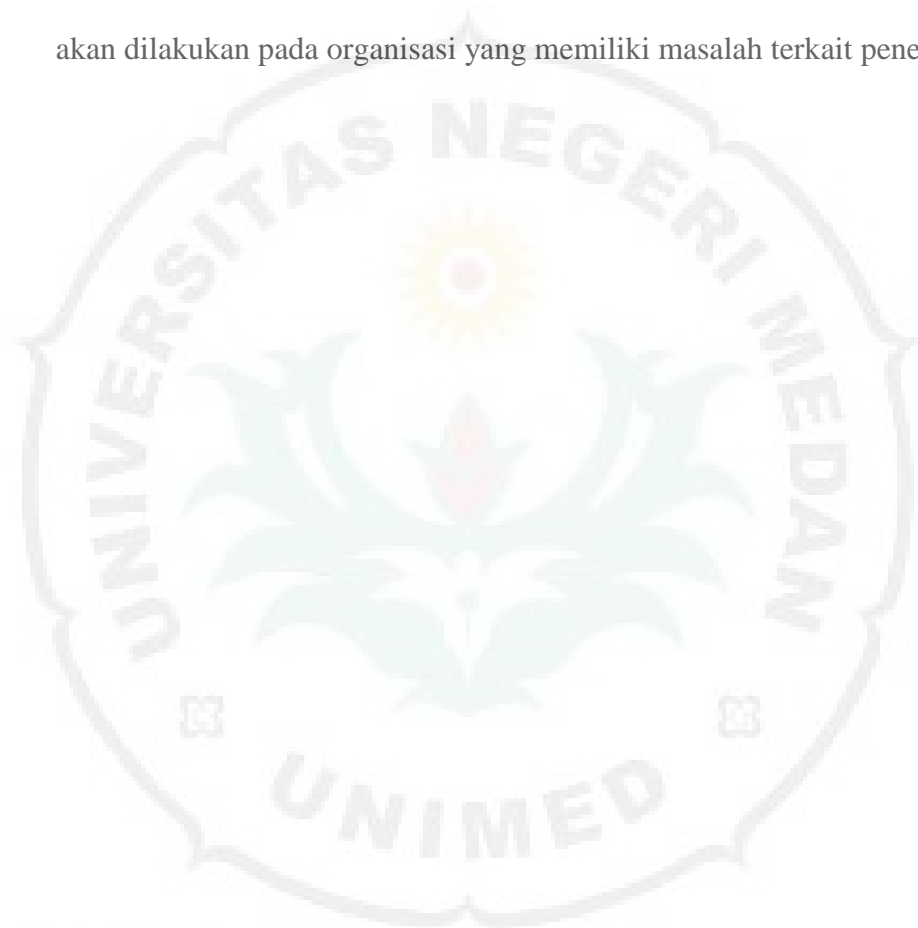 akan dilakukan pada organisasi yang memiliki masalah terkait pene
UNIVERSITAS NEGERI MEDAN
UNIMED